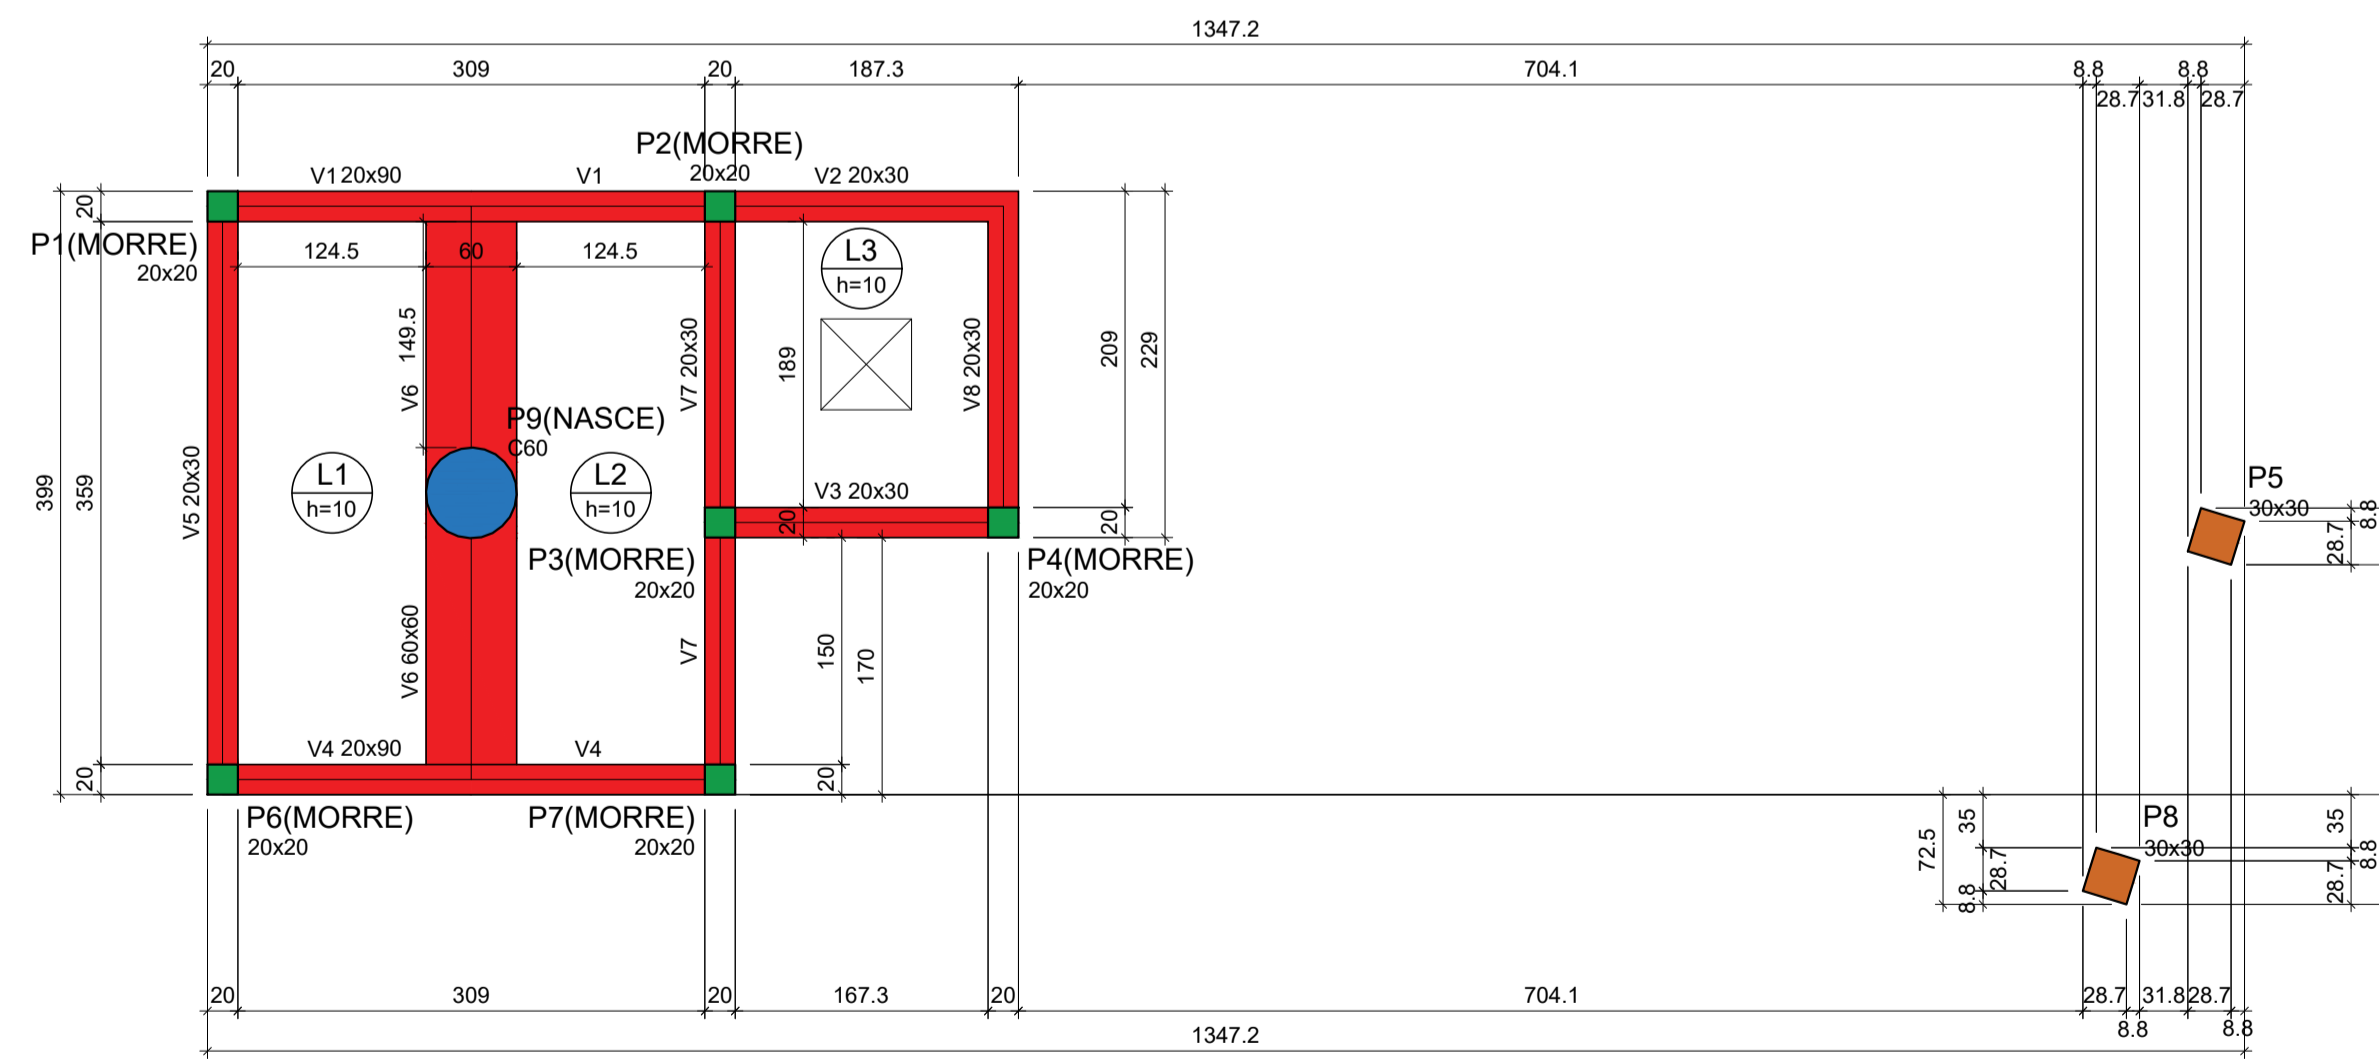 1347.2
20 309 20 187.3 704.1 8.8 8.8
28.7 31.8 28.7
P2(MORRE)
20x20
V1 20x90 V1 V2 20x30
20
P1(MORRE)
20x20
124.5 60 124.5
L3
h=10
149.5
V6
V7 20x30
189
V8 20x30
209
229
P9(NASCE)
C60
399
359
V5 20x30
L1
h=10
L2
h=10
V3 20x30
20
20
P5
30x30
8.8
28.7
P3(MORRE)
20x20
P4(MORRE)
20x20
V6 60x60
V7
150
170
V4 20x90 V4
20
20
P6(MORRE)
20x20
P7(MORRE)
20x20
72.5
35
28.7
8.8
P8
30x30
35
8.8
28.7
20 309 20 167.3 20 704.1 28.7 31.8 28.7
8.8 8.8
1347.2